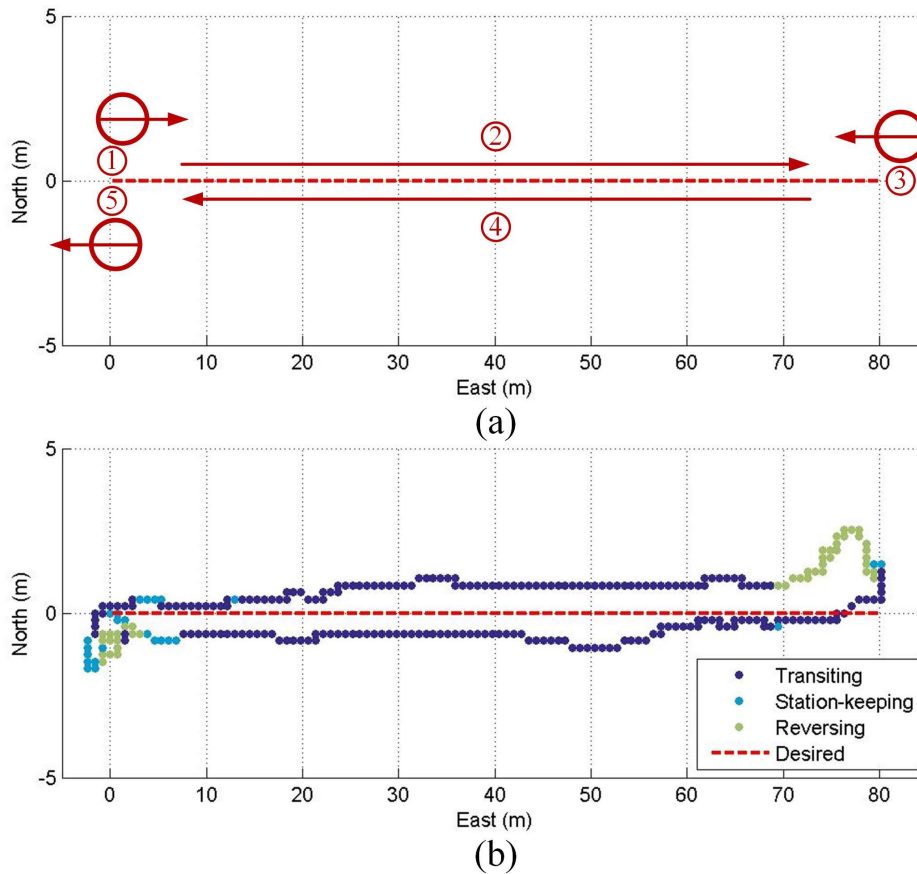 5
②
①
③
North (m)
0
⑤
④
-5
0 10 20 30 40 50 60 70 80
East (m)
(a)
5
North (m)
0
Transiting
Station-keeping
Reversing
Desired
-5
0 10 20 30 40 50 60 70 80
East (m)
(b)